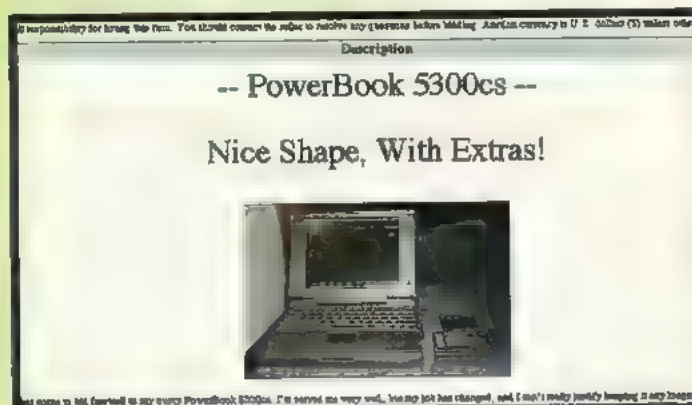 responsibility for listing this item. You should contact the seller to resolve any questions before bidding. Auction currency is U.S. dollars ($) unless
Description
-- PowerBook 5300cs --
Nice Shape, With Extras!
time to bid farewell to my trusty PowerBook 5300cs. I's served me very well, but my job has changed, and I can't really justify keeping it any longer